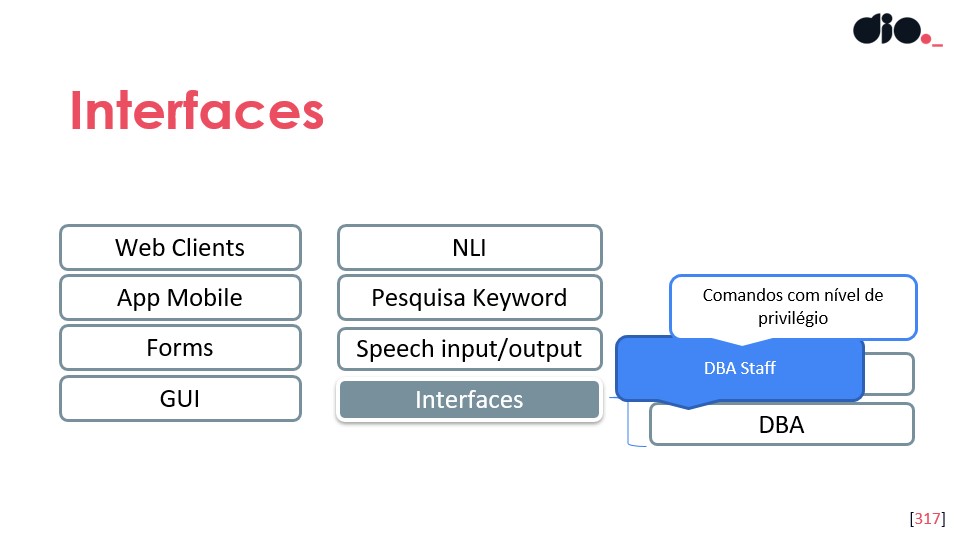 dio._
Interfaces
Web Clients
App Mobile
Forms
GUI
NLI
Pesquisa Keyword
Speech input/output
Interfaces
Comandos com nível de
privilégio
DBA Staff
DBA
[317]